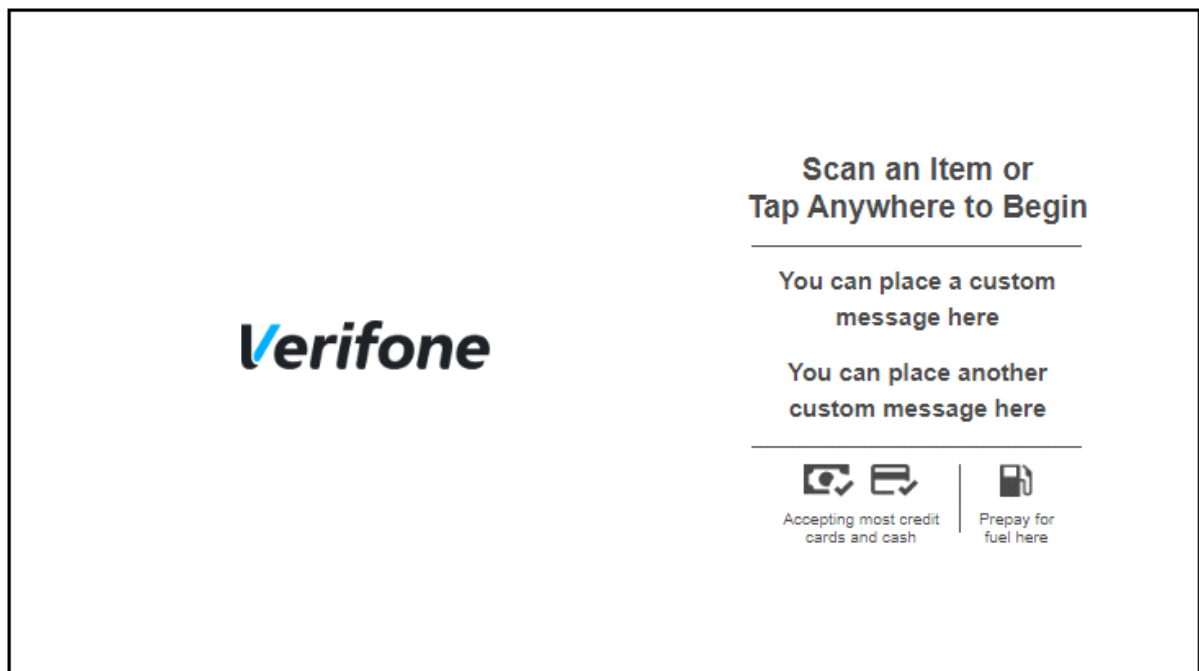 Verifone
Scan an Item or
Tap Anywhere to Begin
You can place a custom
message here
You can place another
custom message here
Accepting most credit
cards and cash
Prepay for
fuel here